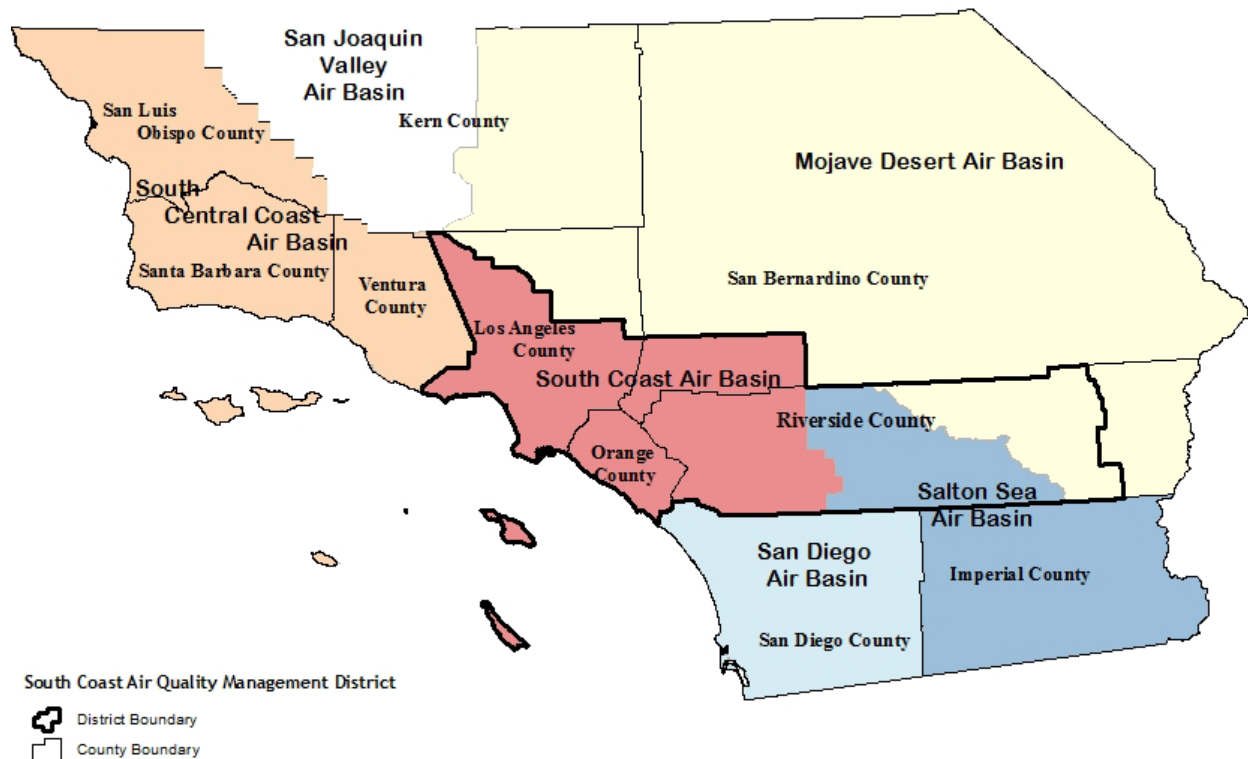 San Joaquin
Valley
Air Basin
Kern County
San Luis
Obispo County
Mojave Desert Air Basin
South
Central Coast
Air Basin
Santa Barbara County
Ventura
County
San Bernardino County
Los Angeles
County
South Coast Air Basin
Riverside County
Orange
County
Salton Sea
Air Basin
San Diego
Air Basin
Imperial County
San Diego County
South Coast Air Quality Management District
District Boundary
County Boundary